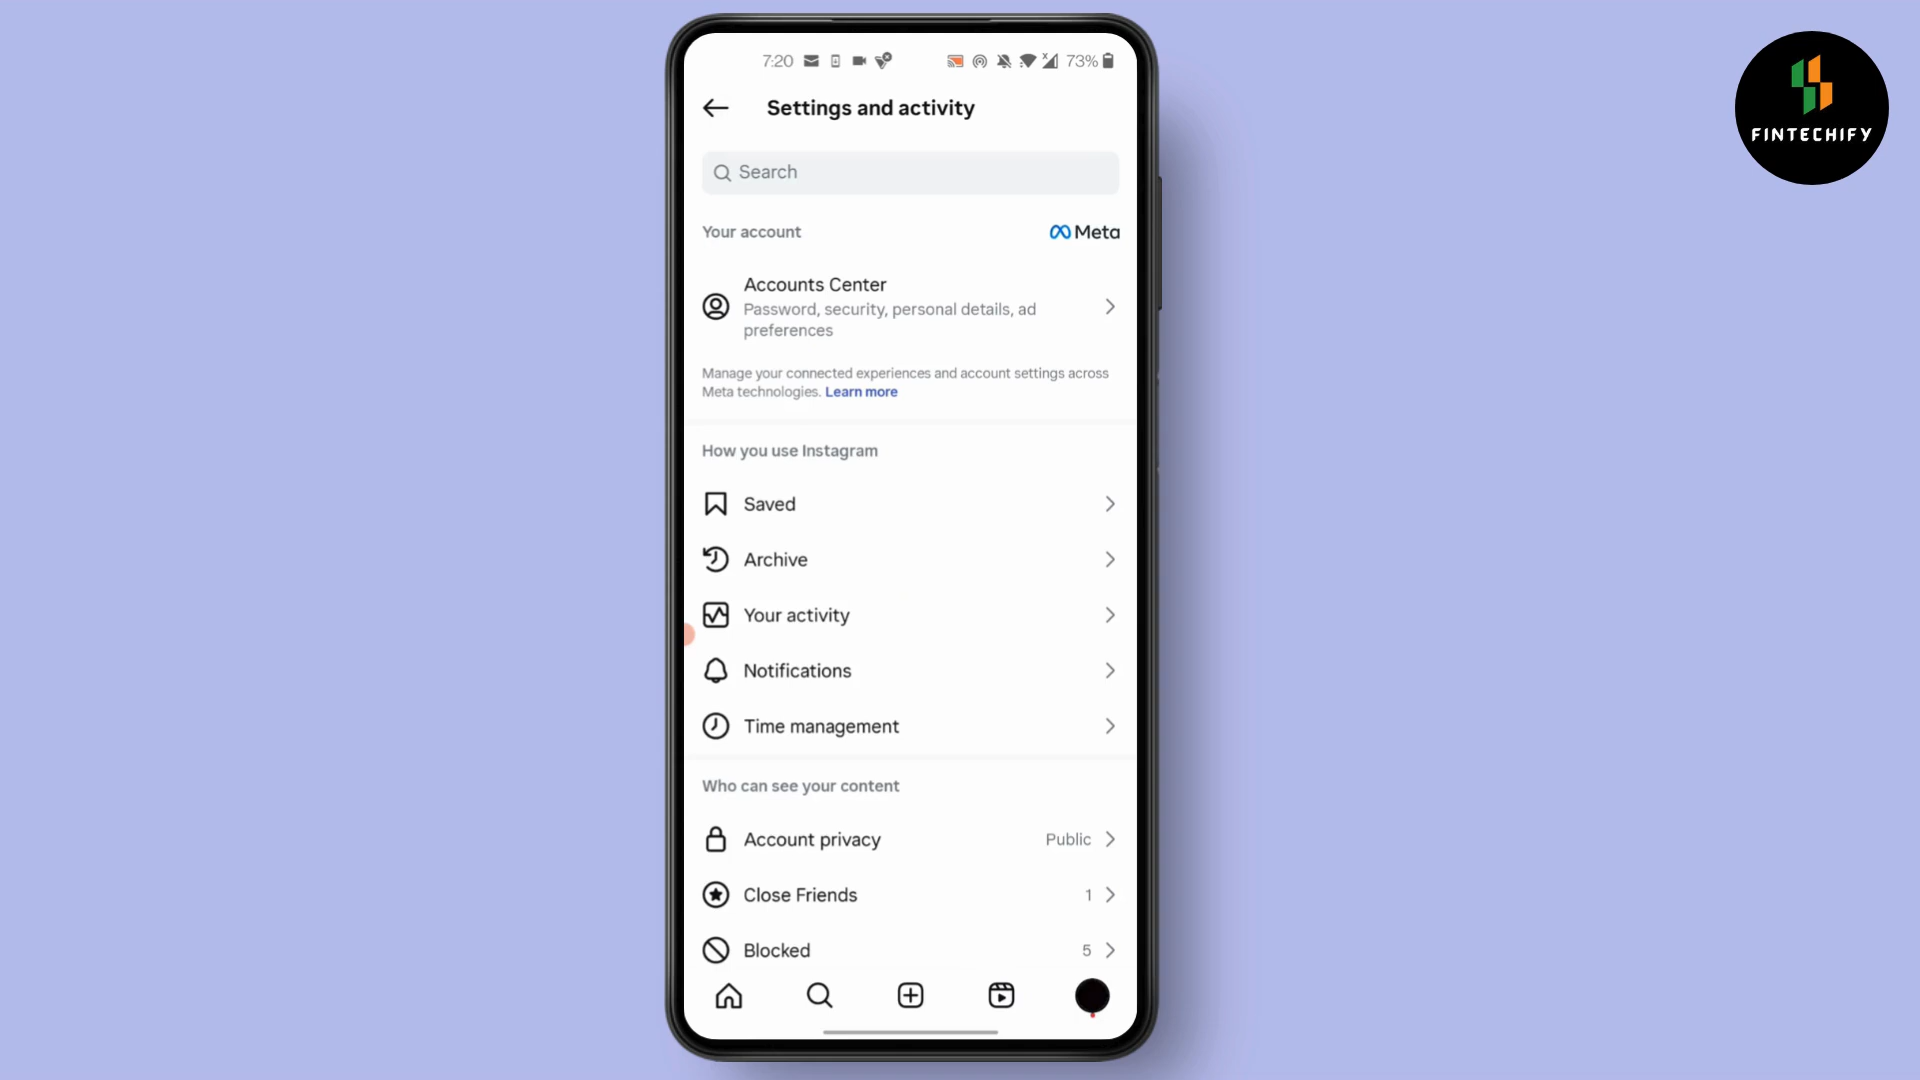 7:20
73%
FINTECHIFY
Settings and activity
Search
Your account
Meta
Accounts Center
Password, security, personal details, ad
preferences
Manage your connected experiences and account settings across
Meta technologies. Learn more
How you use Instagram
Saved
Archive
Your activity
Notifications
Time management
Who can see your content
Account privacy Public
Close Friends 1
Blocked 5